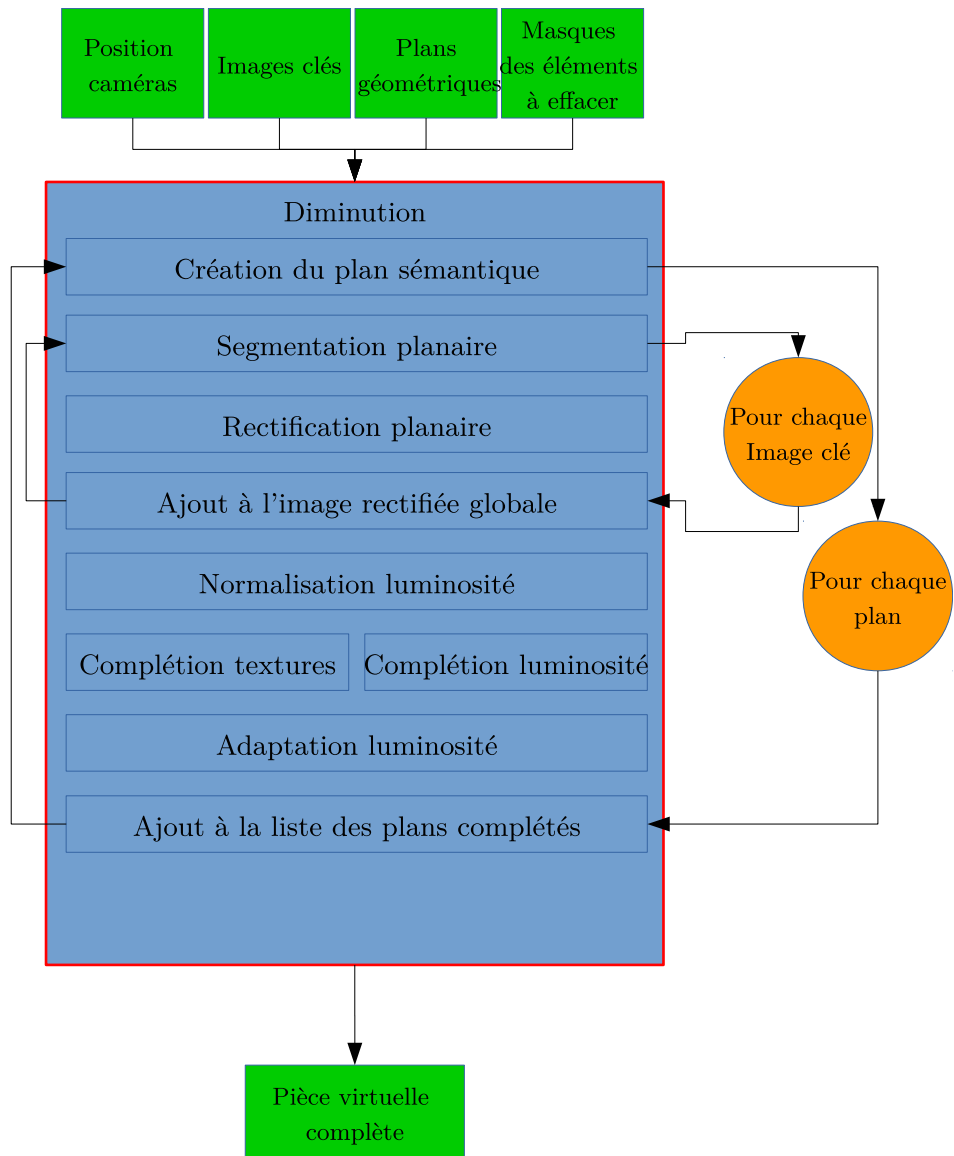 Position
caméras
Images clés
Plans
géométriques
Masques
des éléments
à effacer
Diminution
Création du plan sémantique
Segmentation planaire
Rectification planaire
Ajout à l'image rectifiée globale
Normalisation luminosité
Complétion textures
Complétion luminosité
Adaptation luminosité
Ajout à la liste des plans complétés
Pour chaque
Image clé
Pour chaque
plan
Pièce virtuelle
complète